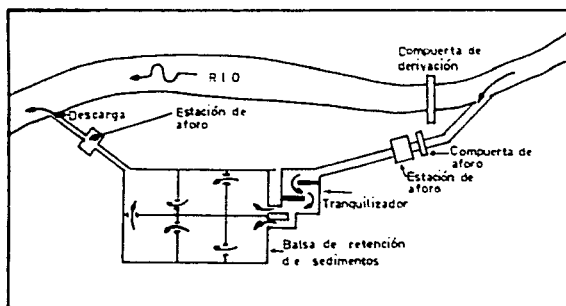 Compuerta de
derivación
RIO
Descarga
Estación de
aforo
Compuerta de
aforo
Estación de
aforo
Tranquilizador
Balsa de retención
de sedimentos